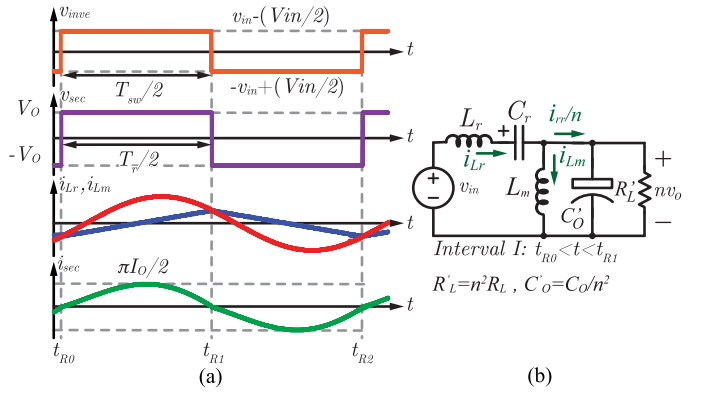 v_inve
v_in-(Vin/2)
t
T_sw/2
-v_in+(Vin/2)
V_O
v_sec
-V_O
T_r/2
t
i_Lr,i_Lm
t
i_sec
πI_O/2
t
t_R0
t_R1
t_R2
(a)
L_r
+
C_r
i_rr/n
i_Lr
i_Lm
+
-
v_in
L_m
C'_O
R'_L
+
nv_o
-
Interval I: t_R0<t<t_R1
R'_L=n²R_L , C'_O=C_O/n²
(b)